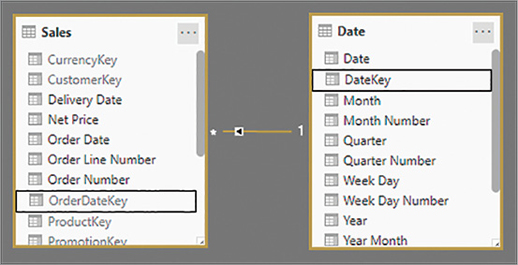 Sales
CurrencyKey
CustomerKey
Delivery Date
Net Price
Order Date
Order Line Number
Order Number
OrderDateKey
ProductKey
PromotionKey
* 1
Date
Date
DateKey
Month
Month Number
Quarter
Quarter Number
Week Day
Week Day Number
Year
Year Month